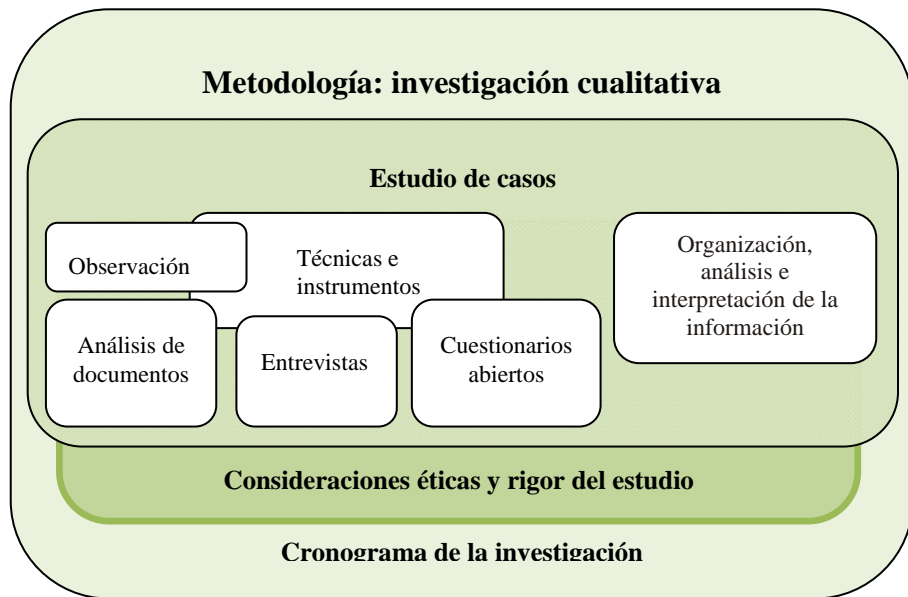 Metodología: investigación cualitativa
Estudio de casos
Observación
Técnicas e
instrumentos
Organización,
análisis e
interpretación de la
información
Análisis de
documentos
Entrevistas
Cuestionarios
abiertos
Consideraciones éticas y rigor del estudio
Cronograma de la investigación